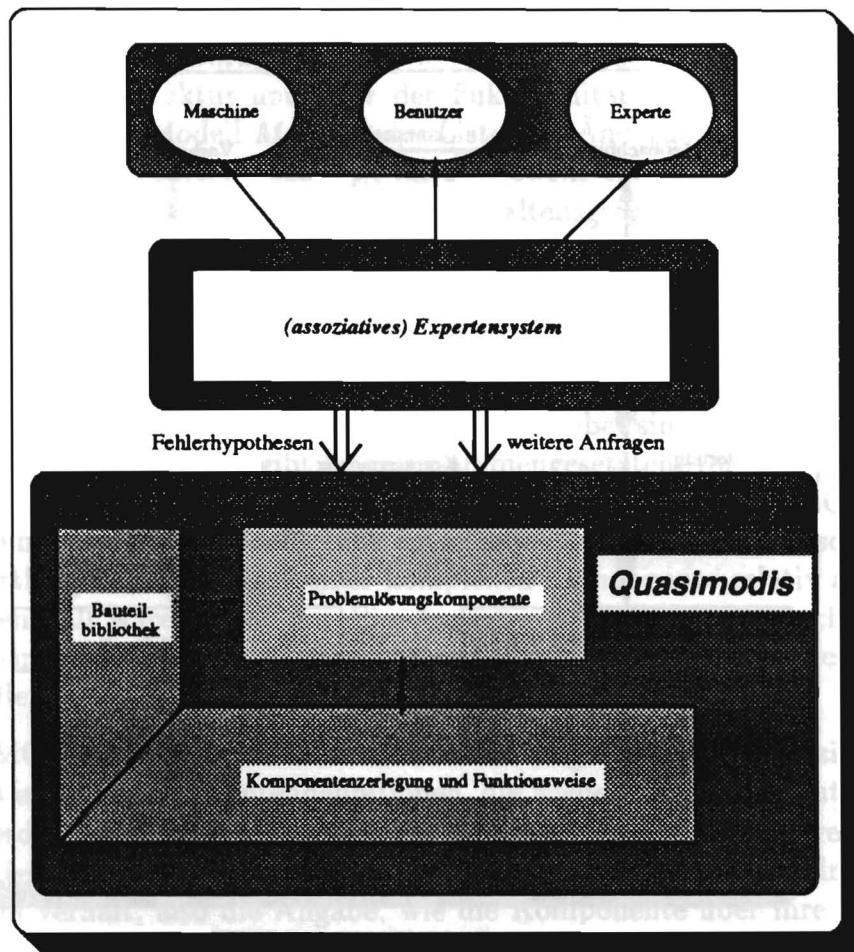 Maschine
Benutzer
Experte
(assoziatives) Expertensystem
Fehlerhypothesen
weitere Anfragen
Quasimodis
Bauteil-
bibliothek
Problemlösungskomponente
Komponentenzerlegung und Funktionsweise